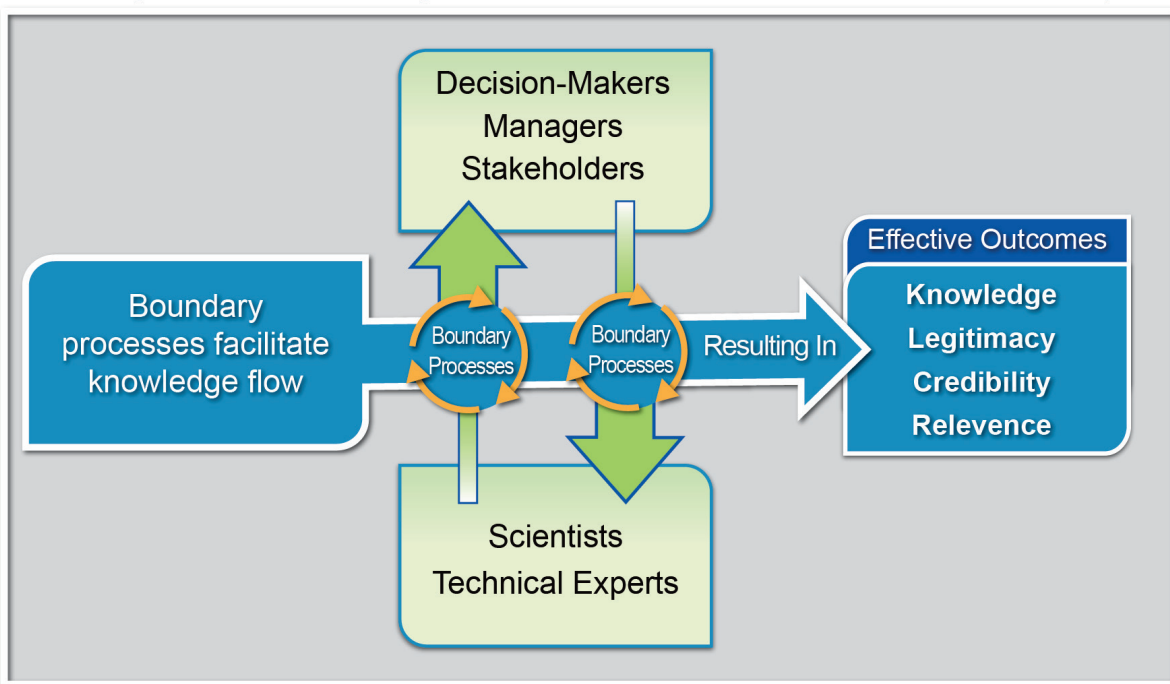 Decision-Makers
Managers
Stakeholders
Boundary
processes facilitate
knowledge flow
Boundary
Processes
Boundary
Processes
Resulting In
Effective Outcomes
Knowledge
Legitimacy
Credibility
Relevence
Scientists
Technical Experts